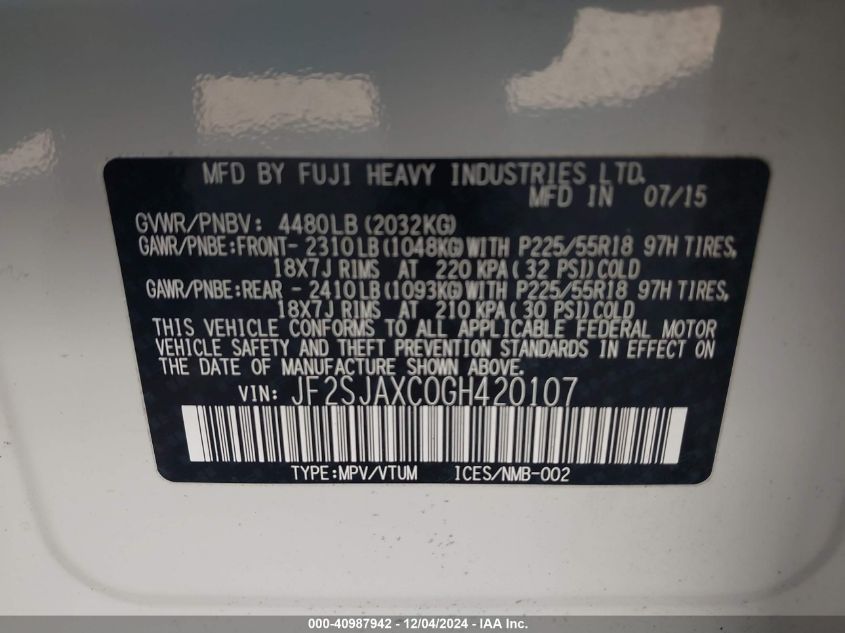 MFD BY FUJI HEAVY INDUSTRIES LTD.
MFD IN 07/15
GVWR/PNBV: 4480LB (2032KG)
GAWR/PNBE:FRONT- 2310LB(1048KG)WITH P225/55R18 97H TIRES,
18X7J RIMS AT 220 KPA( 32 PSI)COLD
GAWR/PNBE:REAR - 2410LB(1093KG)WITH P225/55R18 97H TIRES,
18X7J RIMS AT 210 KPA( 30 PSI)COLD
THIS VEHICLE CONFORMS TO ALL APPLICABLE FEDERAL MOTOR
VEHICLE SAFETY AND THEFT PREVENTION STANDARDS IN EFFECT ON
THE DATE OF MANUFACTURE SHOWN ABOVE.
VIN: JF2SJAXC0GH420107
TYPE:MPV/VTUM ICES/NMB-002
000-40987942 - 12/04/2024 - IAA Inc.